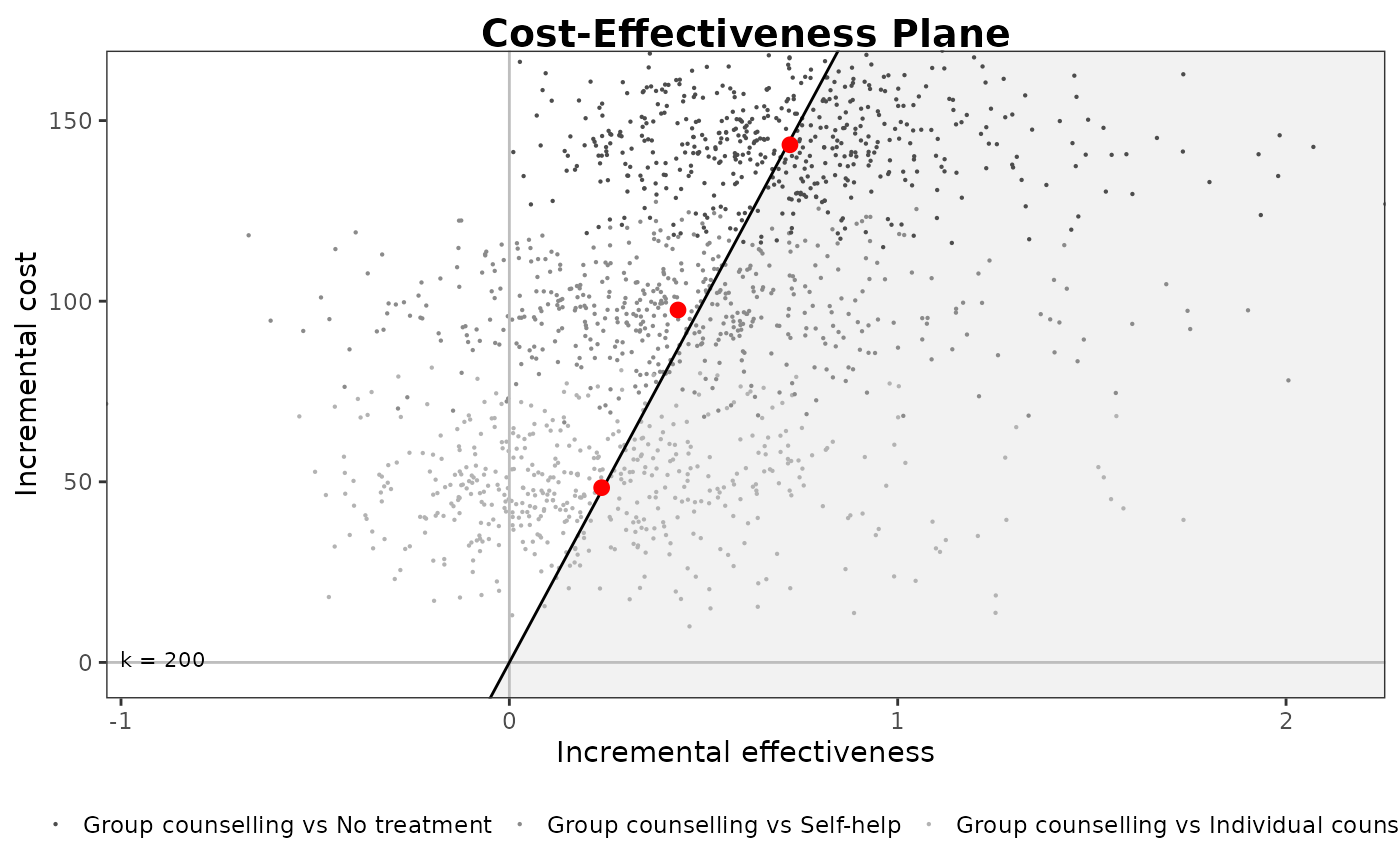 Cost-Effectiveness Plane
Incremental cost
150
100
50
0
k = 200
-1 0 1 2
Incremental effectiveness
Group counselling vs No treatment Group counselling vs Self-help Group counselling vs Individual couns